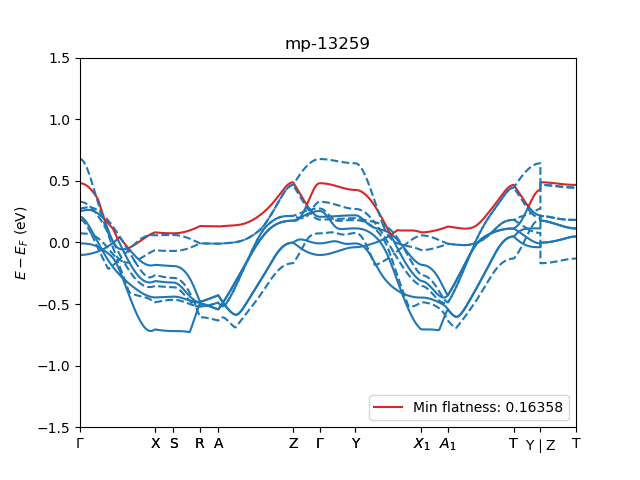 mp-13259
1.5
1.0
0.5
0.0
−0.5
−1.0
−1.5
E − E_F (eV)
Min flatness: 0.16358
Γ X S R A Z Γ Y X₁ A₁ T Y | Z T